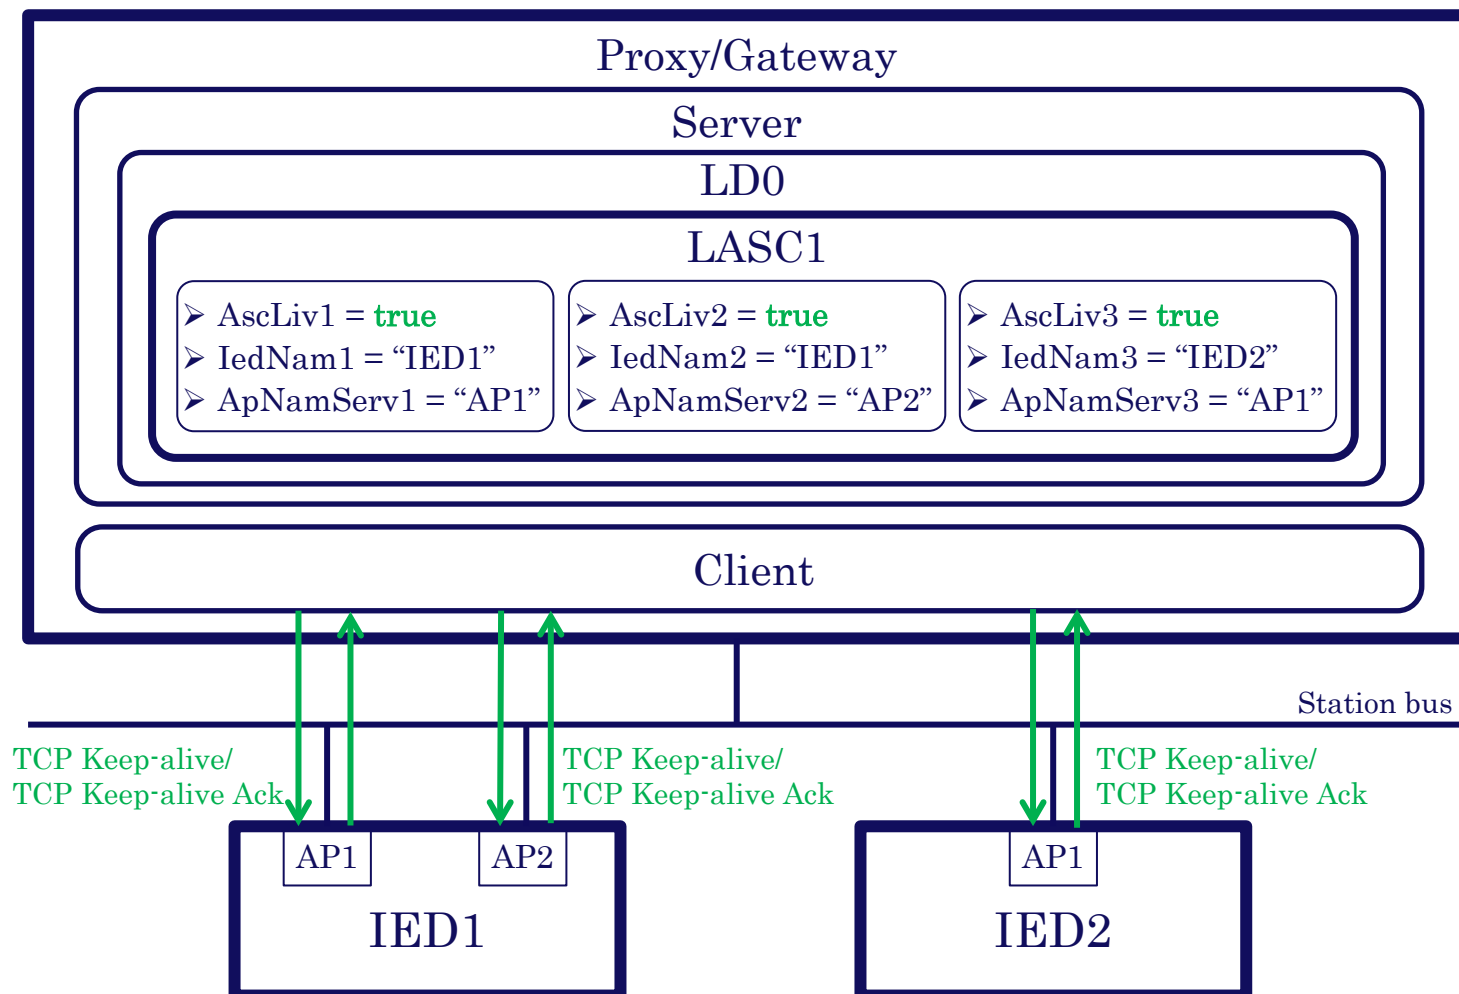 Proxy/Gateway
Server
LD0
LASC1
➢ AscLiv1 = true
➢ IedNam1 = “IED1”
➢ ApNamServ1 = “AP1”
➢ AscLiv2 = true
➢ IedNam2 = “IED1”
➢ ApNamServ2 = “AP2”
➢ AscLiv3 = true
➢ IedNam3 = “IED2”
➢ ApNamServ3 = “AP1”
Client
Station bus
TCP Keep-alive/
TCP Keep-alive Ack
TCP Keep-alive/
TCP Keep-alive Ack
TCP Keep-alive/
TCP Keep-alive Ack
AP1
AP2
IED1
AP1
IED2